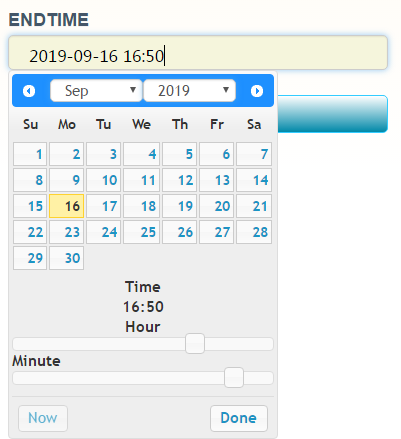 ENDTIME
2019-09-16 16:50
Sep 2019
Su Mo Tu We Th Fr Sa
1 2 3 4 5 6 7
8 9 10 11 12 13 14
15 16 17 18 19 20 21
22 23 24 25 26 27 28
29 30
Time
16:50
Hour
Minute
Now Done